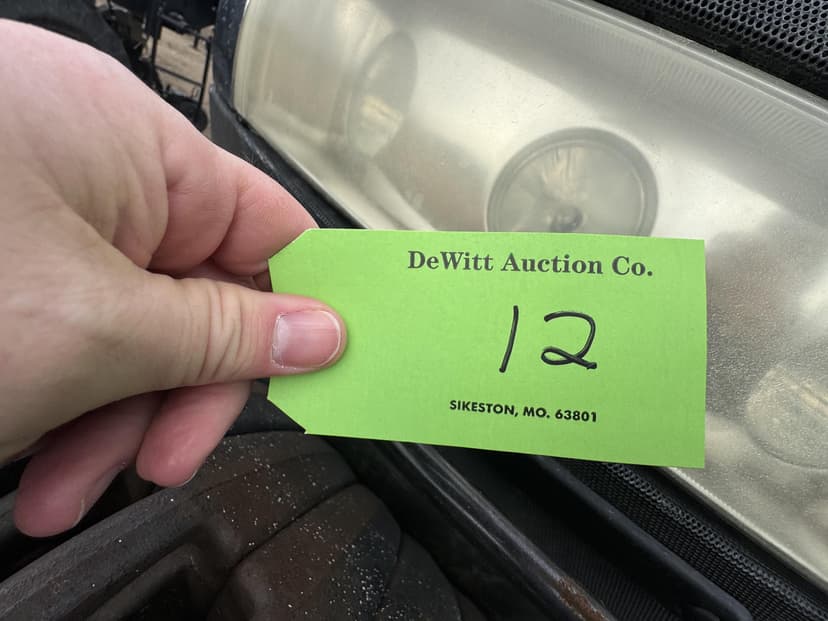 DeWitt Auction Co.
12
SIKESTON, MO. 63801